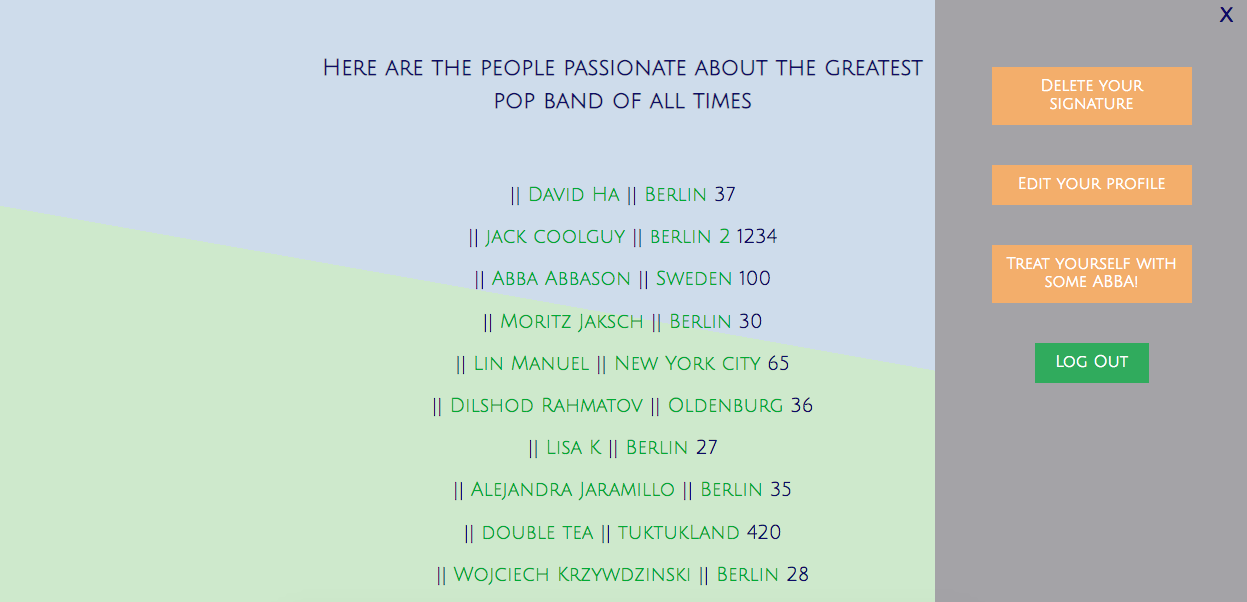 Here are the people passionate about the greatest
pop band of all times
|| David Ha || Berlin 37
|| jack coolguy || berlin 2 1234
|| Abba Abbason || Sweden 100
|| Moritz Jaksch || Berlin 30
|| Lin Manuel || New York city 65
|| Dilshod Rahmatov || Oldenburg 36
|| Lisa K || Berlin 27
|| Alejandra Jaramillo || Berlin 35
|| double tea || tuktukLand 420
|| Wojciech Krzywdzinski || Berlin 28
X
Delete your
signature
Edit your profile
Treat yourself with
some ABBA!
Log Out